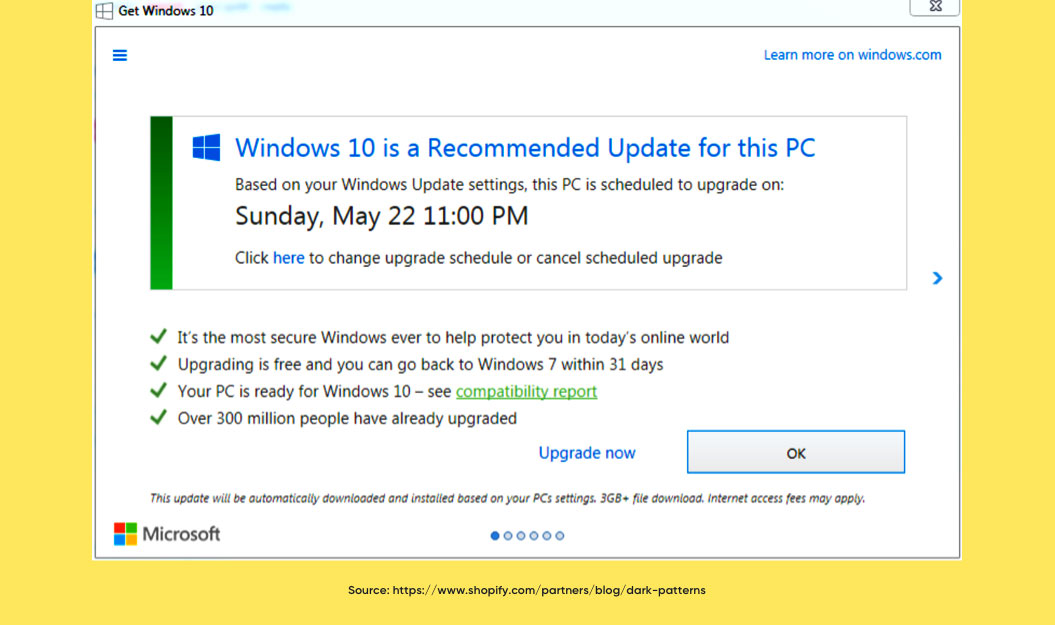 Get Windows 10
Learn more on windows.com
Windows 10 is a Recommended Update for this PC
Based on your Windows Update settings, this PC is scheduled to upgrade on:
Sunday, May 22 11:00 PM
Click here to change upgrade schedule or cancel scheduled upgrade
It's the most secure Windows ever to help protect you in today's online world
Upgrading is free and you can go back to Windows 7 within 31 days
Your PC is ready for Windows 10 – see compatibility report
Over 300 million people have already upgraded
Upgrade now
OK
This update will be automatically downloaded and installed based on your PCs settings. 3GB+ file download. Internet access fees may apply.
Microsoft
Source: https://www.shopify.com/partners/blog/dark-patterns